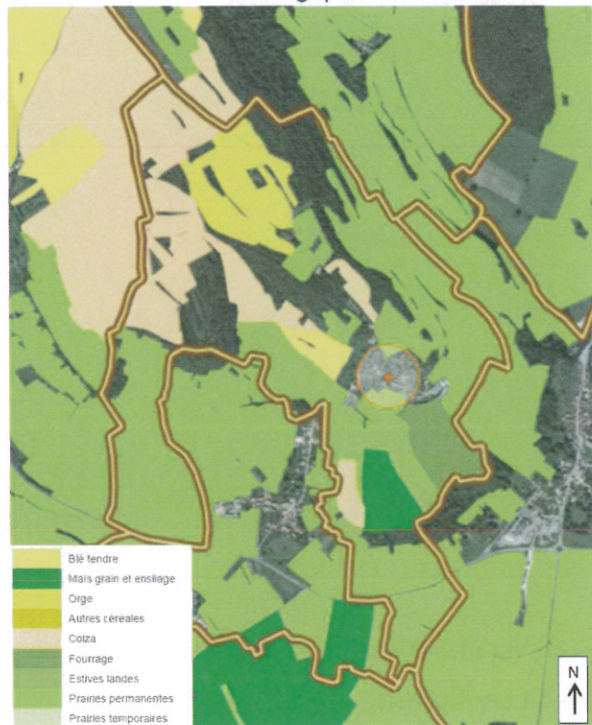 Blé tendre
Maïs grain et ensilage
Orge
Autres céréales
Colza
Fourrage
Estives landes
Prairies permanentes
Prairies temporaires
N